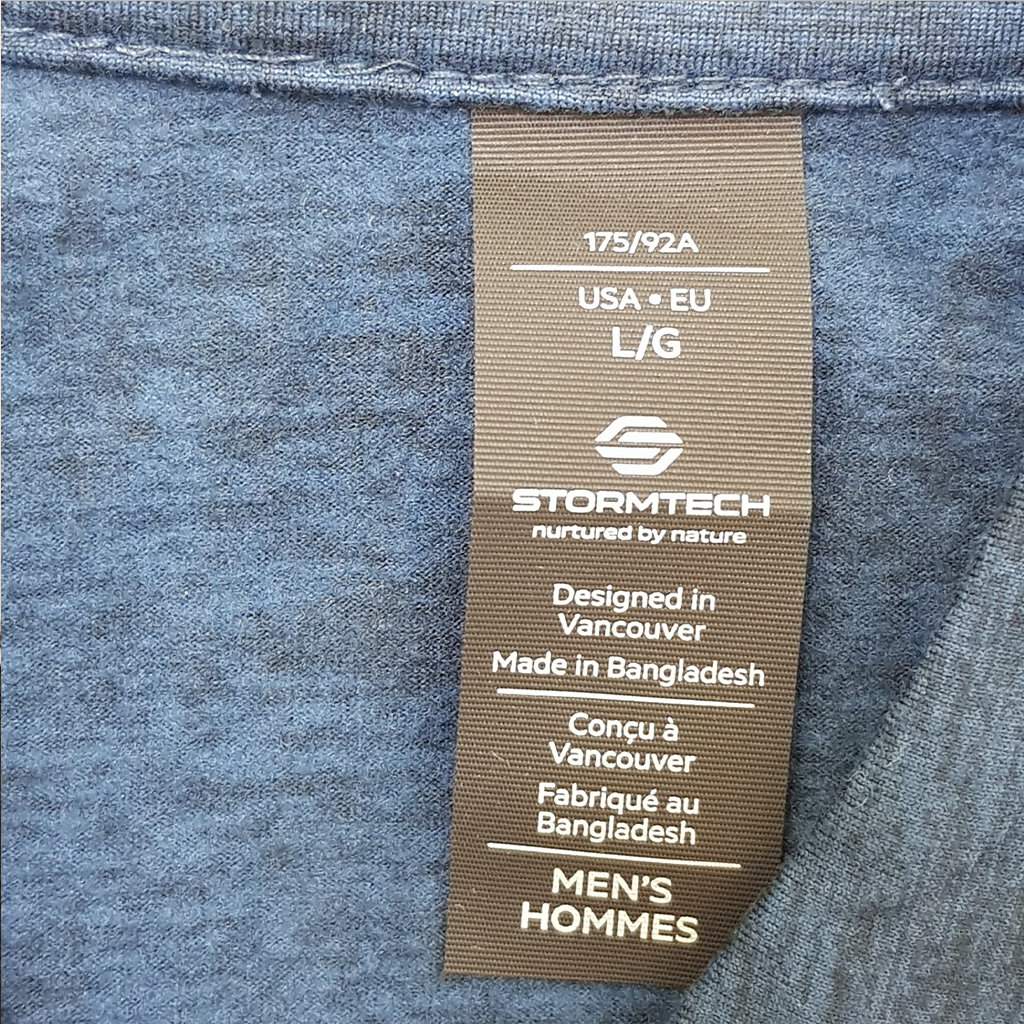 175/92A
USA • EU
L/G
STORMTECH
nurtured by nature
Designed in
Vancouver
Made in Bangladesh
Conçu à
Vancouver
Fabriqué au
Bangladesh
MEN'S
HOMMES